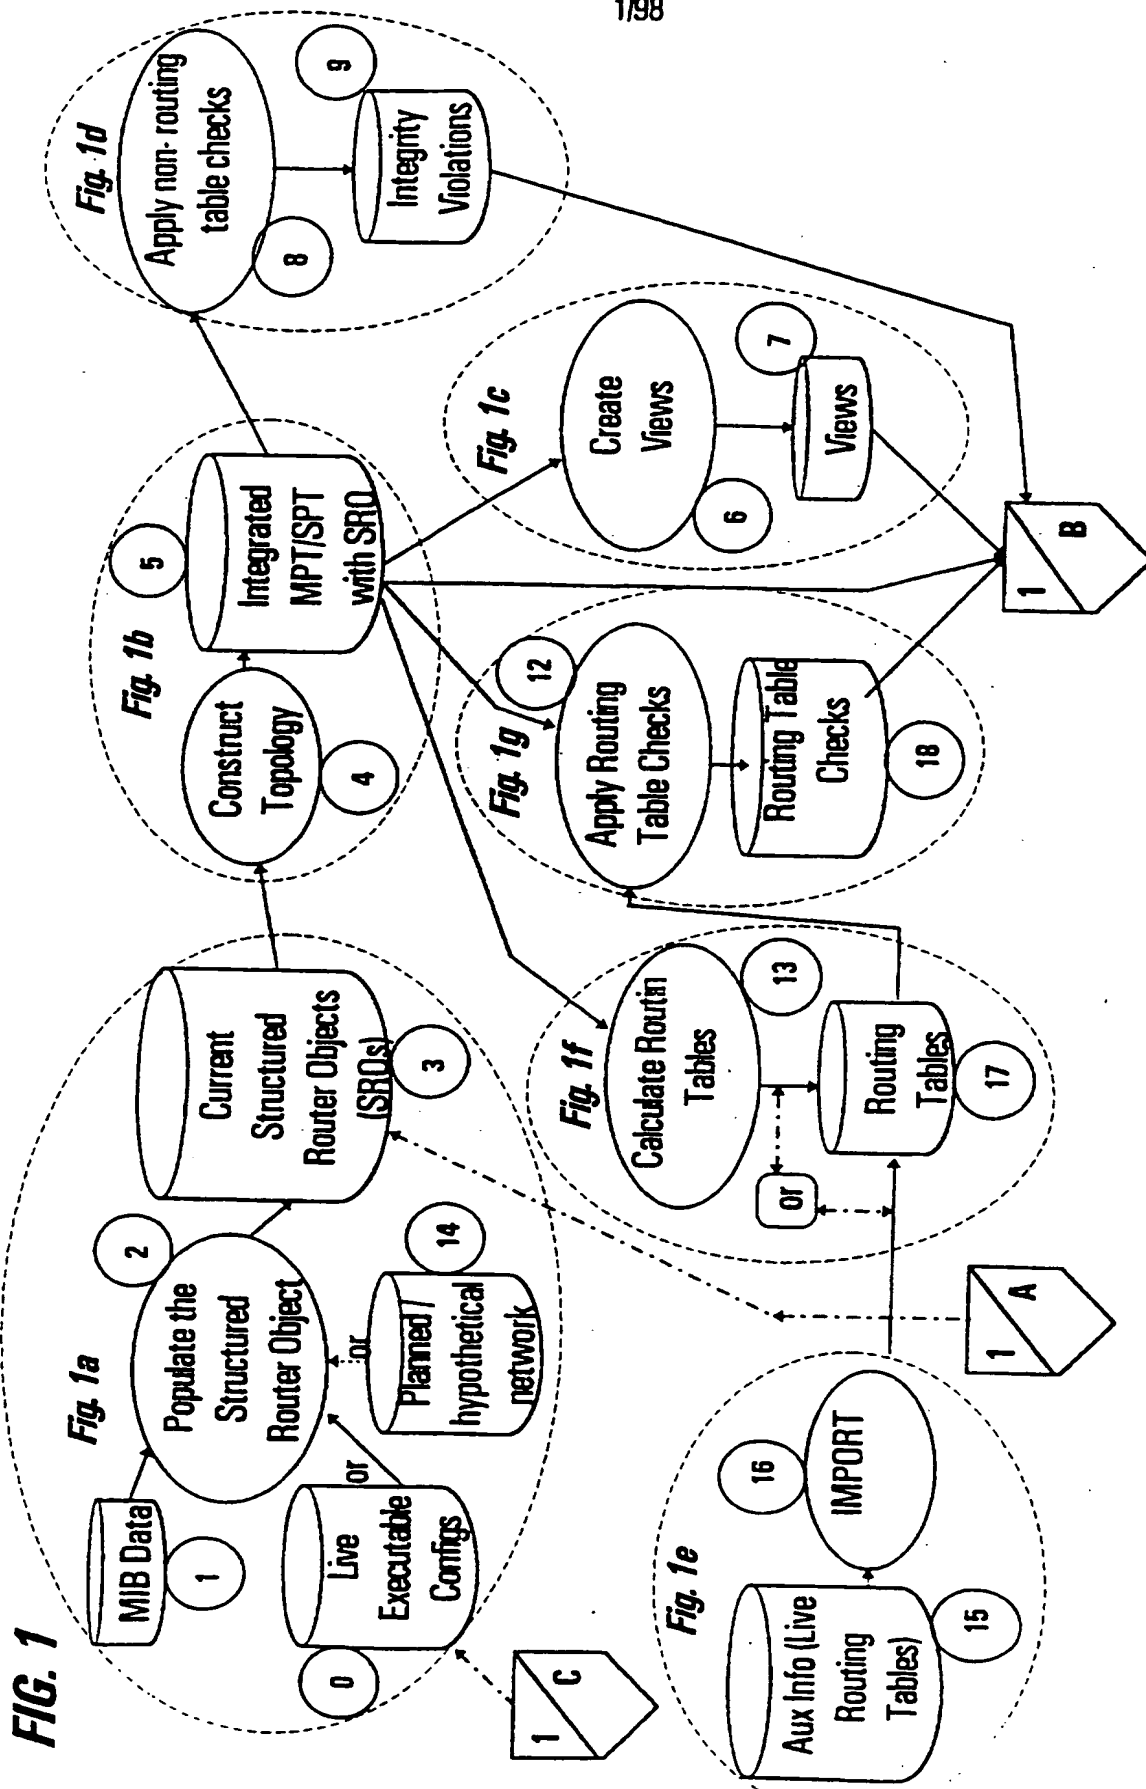 1/98
FIG. 1
Fig. 1a
MIB Data
1
Populate the
Structured
Router Object
2
Live
Executable
Configs
0
or
or
Planned /
hypothetical
network
14
Current
Structured
Router Objects
(SROs)
3
1
C
Fig. 1b
Construct
Topology
4
Integrated
MPT/SPT
with SRO
5
Fig. 1d
Apply non-routing
table checks
8
Integrity
Violations
9
Fig. 1c
Create
Views
6
Views
7
Fig. 1g
Apply Routing
Table Checks
12
Routing Table
Checks
18
Fig. 1f
Calculate Routin
Tables
13
or
Routing
Tables
17
Fig. 1e
Aux Info (Live
Routing
Tables)
15
IMPORT
16
1
A
1
B